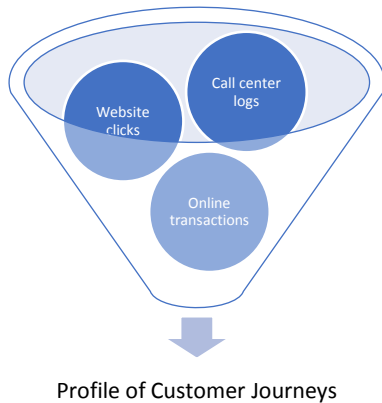 Call center
logs
Website
clicks
Online
transactions
Profile of Customer Journeys